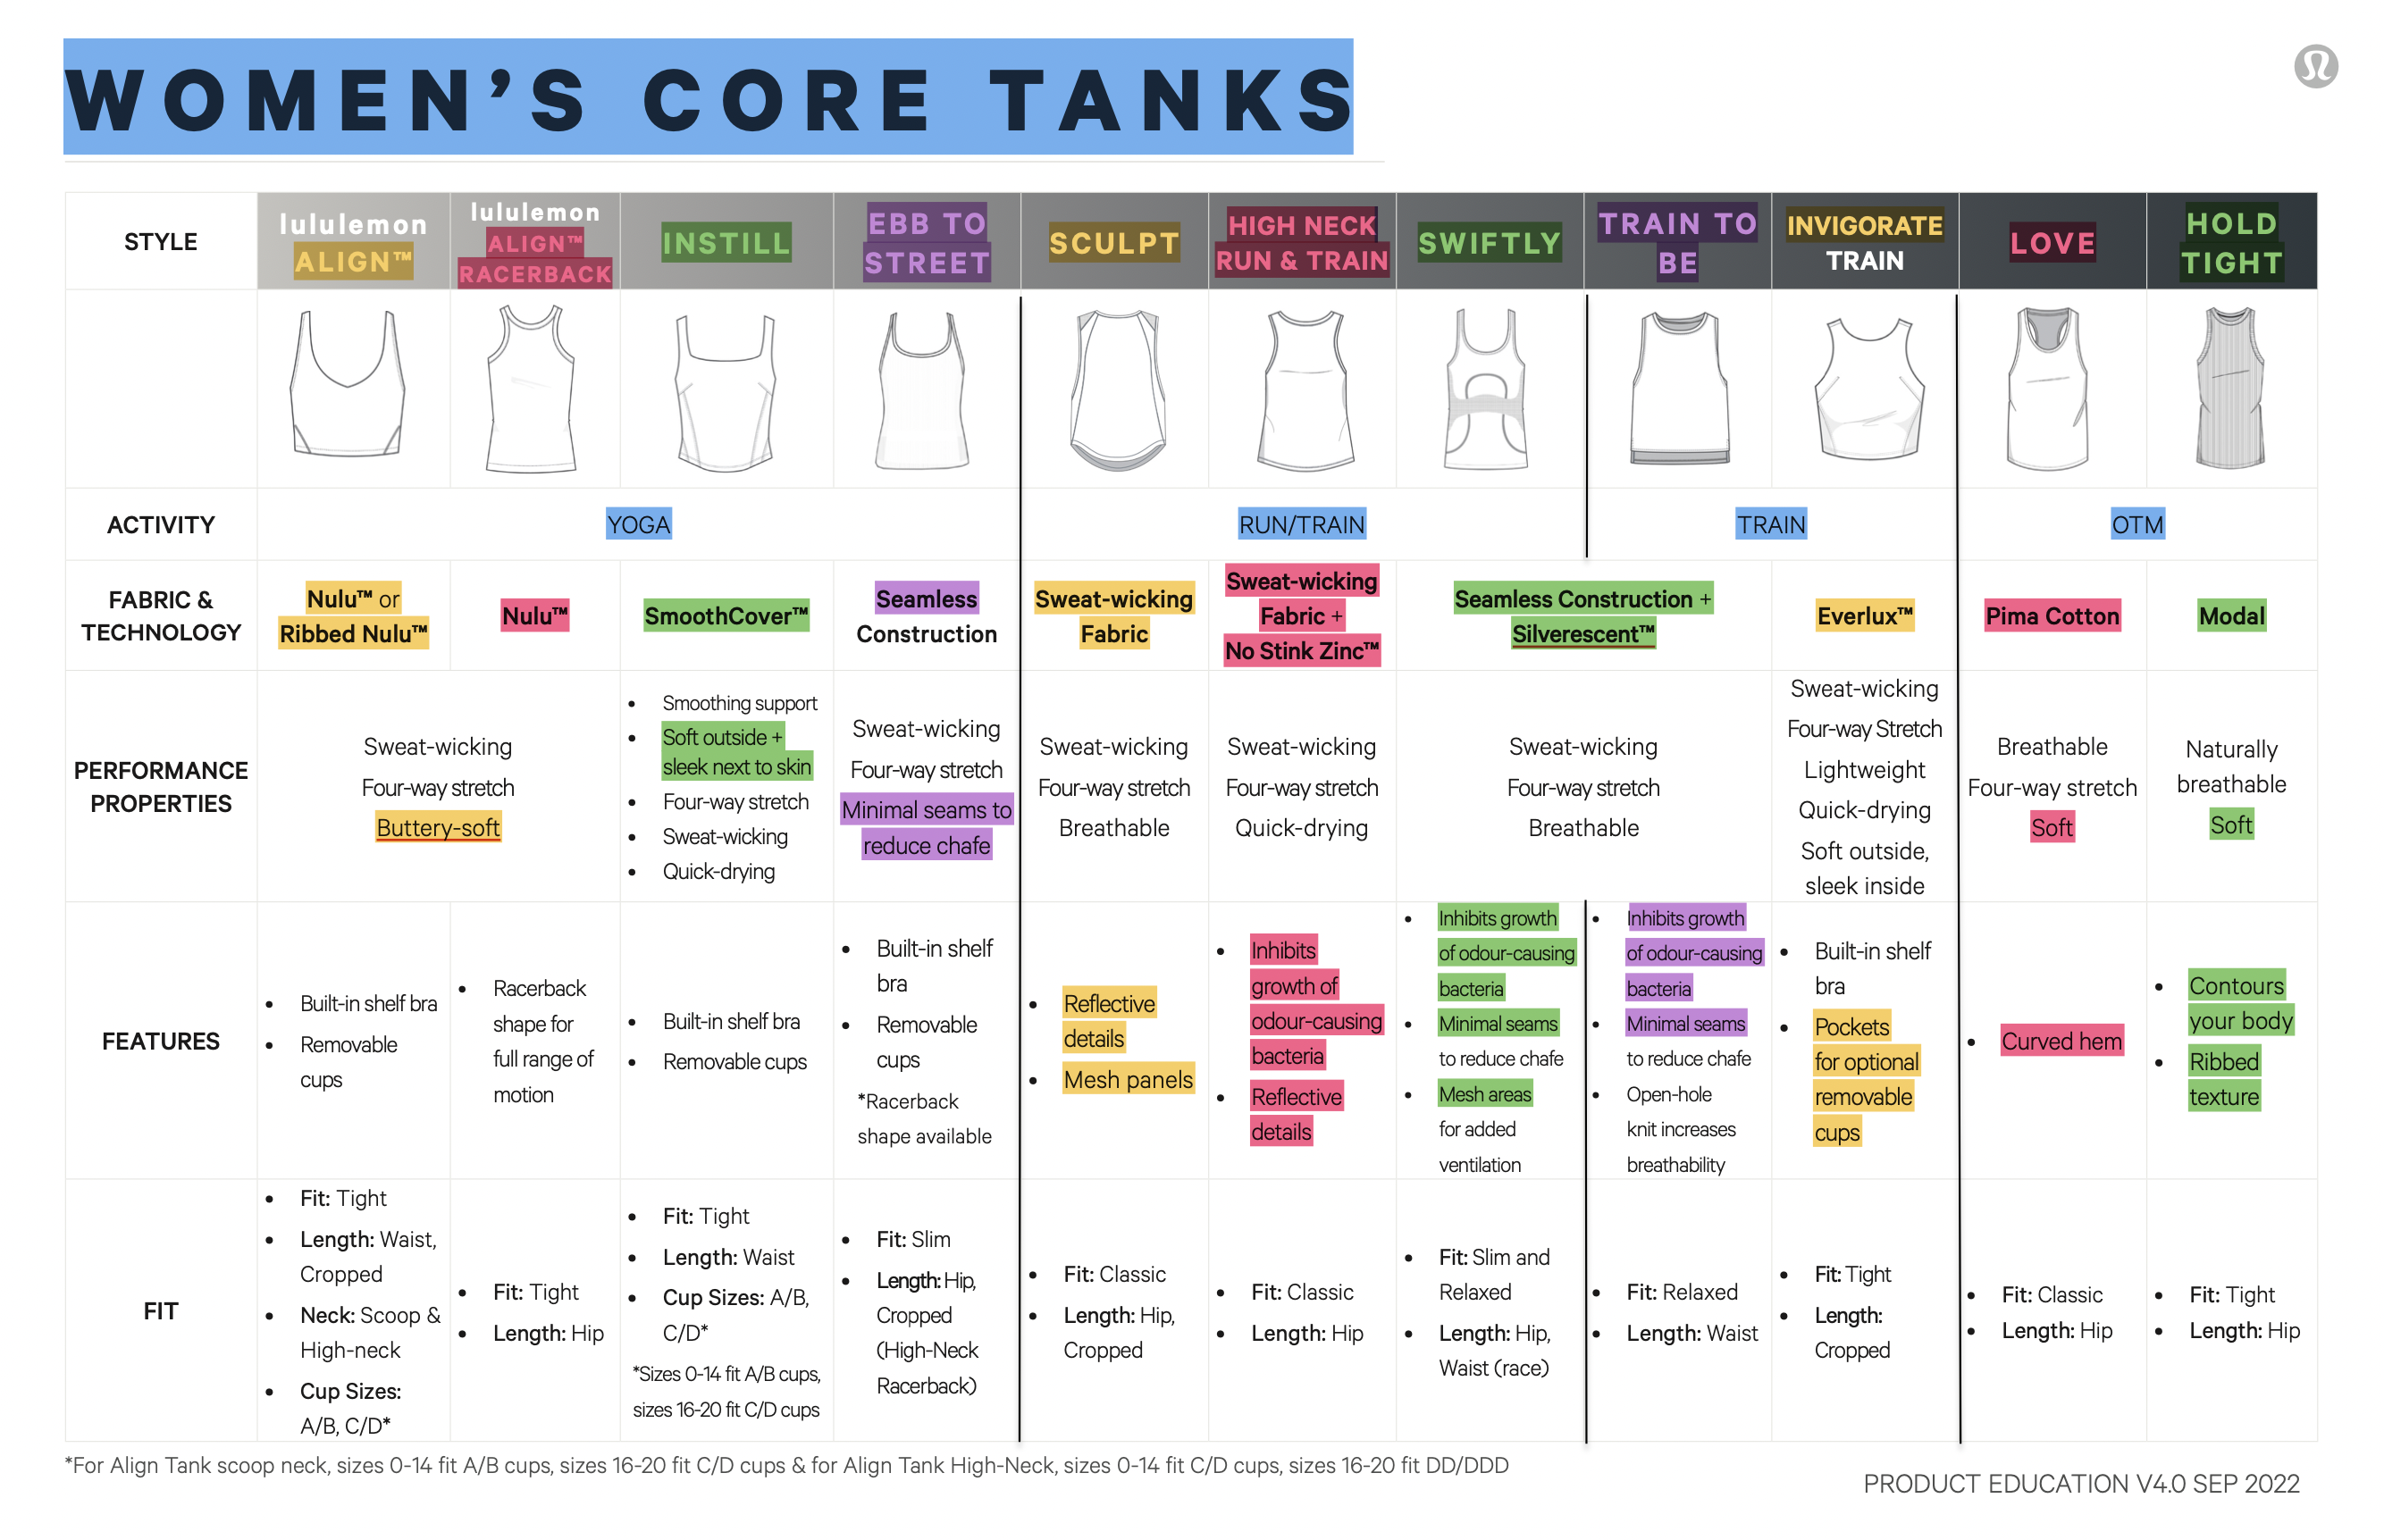 WOMEN'S CORE TANKS
STYLE
lululemon
ALIGN™
lululemon
ALIGN™
RACERBACK
INSTILL
EBB TO
STREET
SCULPT
HIGH NECK
RUN & TRAIN
SWIFTLY
TRAIN TO
BE
INVIGORATE
TRAIN
LOVE
HOLD
TIGHT
ACTIVITY
YOGA
RUN/TRAIN
TRAIN
OTM
FABRIC &
TECHNOLOGY
Nulu™ or
Ribbed Nulu™
Nulu™
SmoothCover™
Seamless
Construction
Sweat-wicking
Fabric
Sweat-wicking
Fabric +
No Stink Zinc™
Seamless Construction +
Silverescent™
Everlux™
Pima Cotton
Modal
PERFORMANCE
PROPERTIES
Sweat-wicking
Four-way stretch
Buttery-soft
• Smoothing support
• Soft outside +
sleek next to skin
• Four-way stretch
• Sweat-wicking
• Quick-drying
Sweat-wicking
Four-way stretch
Minimal seams to
reduce chafe
Sweat-wicking
Four-way stretch
Breathable
Sweat-wicking
Four-way stretch
Quick-drying
Sweat-wicking
Four-way stretch
Breathable
Sweat-wicking
Four-way Stretch
Lightweight
Quick-drying
Soft outside,
sleek inside
Breathable
Four-way stretch
Soft
Naturally
breathable
Soft
FEATURES
• Built-in shelf bra
• Removable
cups
• Racerback
shape for
full range of
motion
• Built-in shelf bra
• Removable cups
• Built-in shelf
bra
• Removable
cups
*Racerback
shape available
• Reflective
details
• Mesh panels
• Inhibits
growth of
odour-causing
bacteria
• Reflective
details
• Inhibits growth
of odour-causing
bacteria
• Minimal seams
to reduce chafe
• Mesh areas
for added
ventilation
• Inhibits growth
of odour-causing
bacteria
• Minimal seams
to reduce chafe
• Open-hole
knit increases
breathability
• Built-in shelf
bra
• Pockets
for optional
removable
cups
• Curved hem
• Contours
your body
• Ribbed
texture
FIT
• Fit: Tight
• Length: Waist,
Cropped
• Neck: Scoop &
High-neck
• Cup Sizes:
A/B, C/D*
• Fit: Tight
• Length: Hip
• Fit: Tight
• Length: Waist
• Cup Sizes: A/B,
C/D*
*Sizes 0-14 fit A/B cups,
sizes 16-20 fit C/D cups
• Fit: Slim
• Length: Hip,
Cropped
(High-Neck
Racerback)
• Fit: Classic
• Length: Hip,
Cropped
• Fit: Classic
• Length: Hip
• Fit: Slim and
Relaxed
• Length: Hip,
Waist (race)
• Fit: Relaxed
• Length: Waist
• Fit: Tight
• Length:
Cropped
• Fit: Classic
• Length: Hip
• Fit: Tight
• Length: Hip
*For Align Tank scoop neck, sizes 0-14 fit A/B cups, sizes 16-20 fit C/D cups & for Align Tank High-Neck, sizes 0-14 fit C/D cups, sizes 16-20 fit DD/DDD
PRODUCT EDUCATION V4.0 SEP 2022